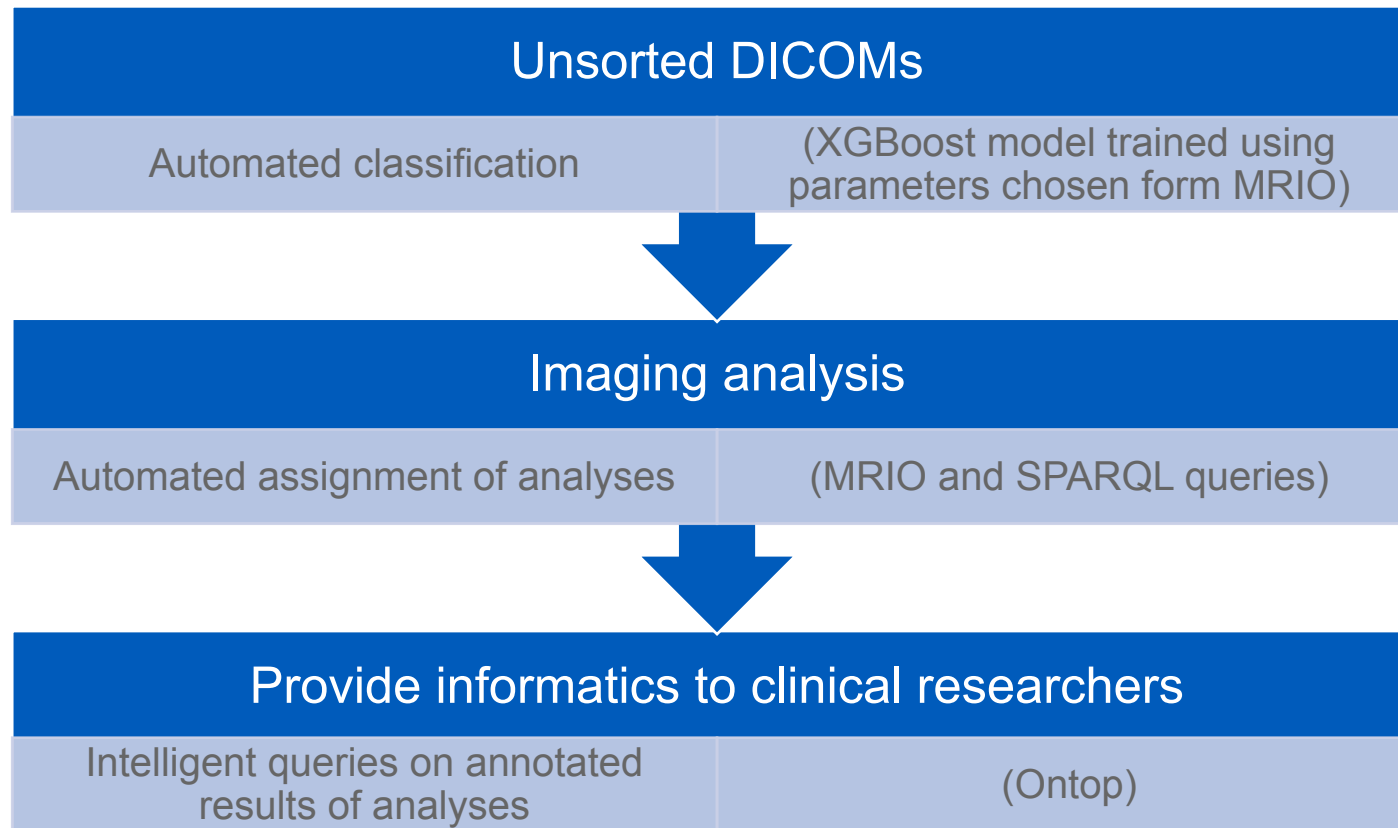 Unsorted DICOMs
Automated classification
(XGBoost model trained using
parameters chosen form MRIO)
Imaging analysis
Automated assignment of analyses
(MRIO and SPARQL queries)
Provide informatics to clinical researchers
Intelligent queries on annotated
results of analyses
(Ontop)